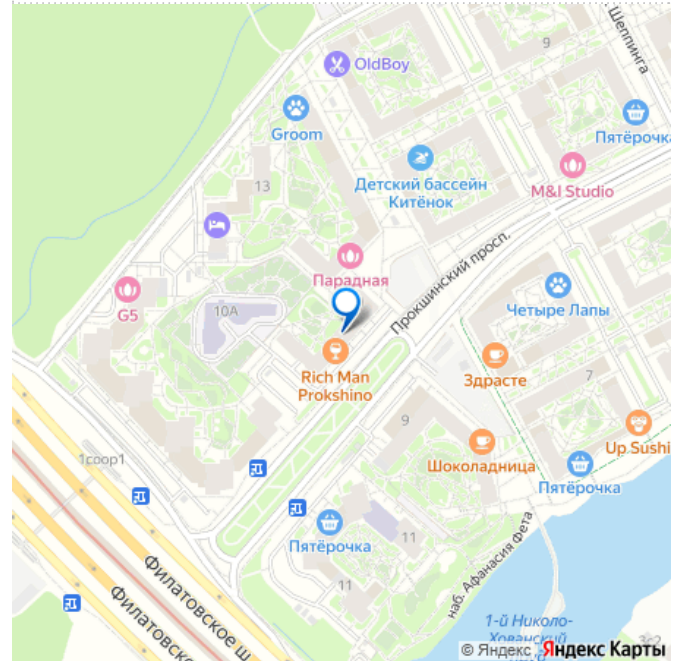 Шеппинга
9
OldBoy
Groom
Пятёрочка
Детский бассейн
Китёнок
13
M&I Studio
Прокшинский просп.
Парадная
G5
10А
Четыре Лапы
Rich Man
Prokshino
Здрасте
7
9
1соор1
Шоколадница
Up Sushi
Пятёрочка
Пятёрочка
11
11
наб. Афанасия Фета
Филатовское ш.
Филатовско
1-й Николо-
Хованский
3с2
© Яндекс Яндекс Карты